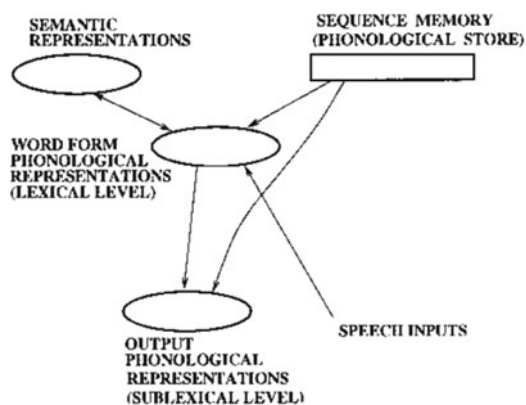 SEMANTIC
REPRESENTATIONS
SEQUENCE MEMORY
(PHONOLOGICAL STORE)
WORD FORM
PHONOLOGICAL
REPRESENTATIONS
(LEXICAL LEVEL)
SPEECH INPUTS
OUTPUT
PHONOLOGICAL
REPRESENTATIONS
(SUBLEXICAL LEVEL)